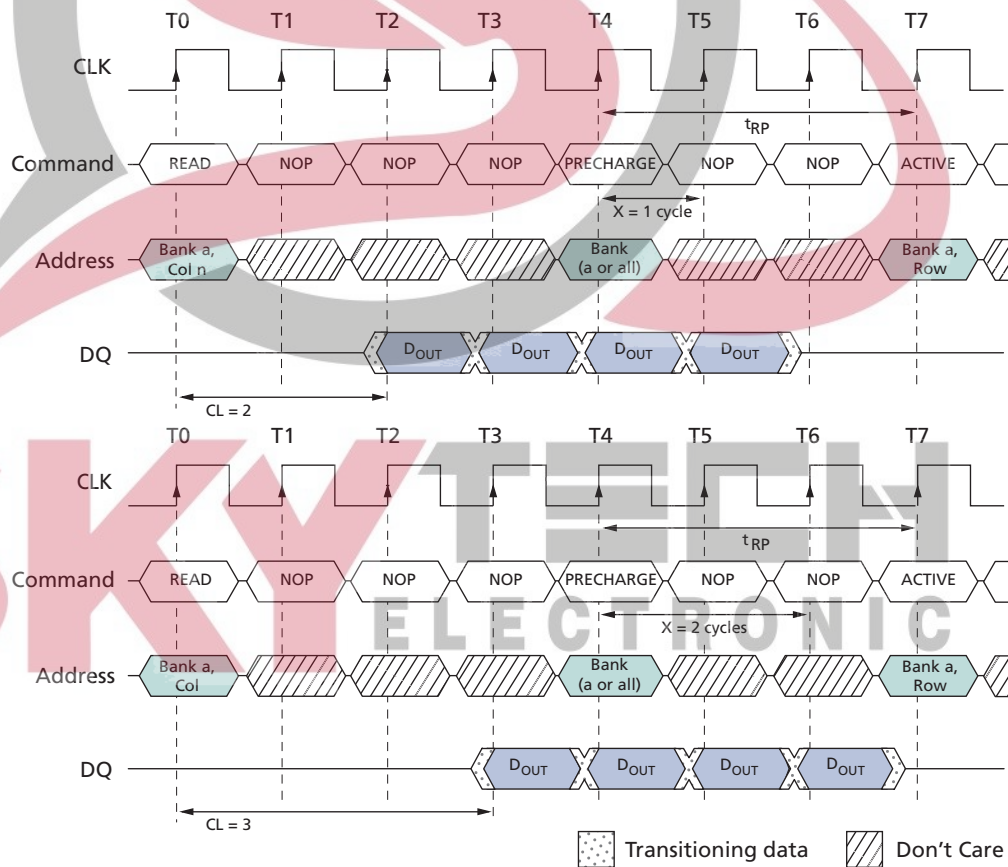 T0 T1 T2 T3 T4 T5 T6 T7
CLK
tRP
Command READ NOP NOP NOP PRECHARGE NOP NOP ACTIVE
X = 1 cycle
Address Bank a, Col n Bank (a or all) Bank a, Row
DQ DOUT DOUT DOUT DOUT
CL = 2
T0 T1 T2 T3 T4 T5 T6 T7
CLK
tRP
Command READ NOP NOP NOP PRECHARGE NOP NOP ACTIVE
X = 2 cycles
Address Bank a, Col Bank (a or all) Bank a, Row
DQ DOUT DOUT DOUT DOUT
CL = 3
Transitioning data Don't Care
SKYTECH
ELECTRONIC